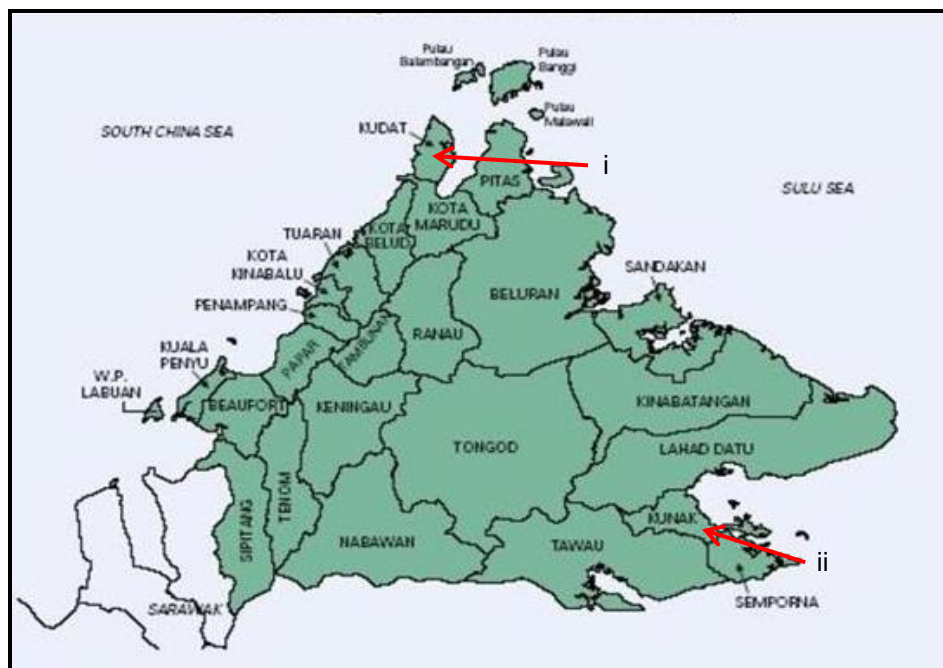 Pulau
Balambangan
Pulau
Banggi
Pulau
Malawali
SOUTH CHINA SEA
KUDAT
i
PITAS
SULU SEA
KOTA
MARUDU
KOTA
BELUD
TUARAN
KOTA
KINABALU
SANDAKAN
BELURAN
PENAMPANG
RANAU
TAMBUNAN
PAPAR
KUALA
PENYU
W.P.
LABUAN
BEAUFORT
KENINGAU
KINABATANGAN
TONGOD
LAHAD DATU
TENOM
SIPITANG
KUNAK
NABAWAN
TAWAU
ii
SEMPORNA
SARAWAK